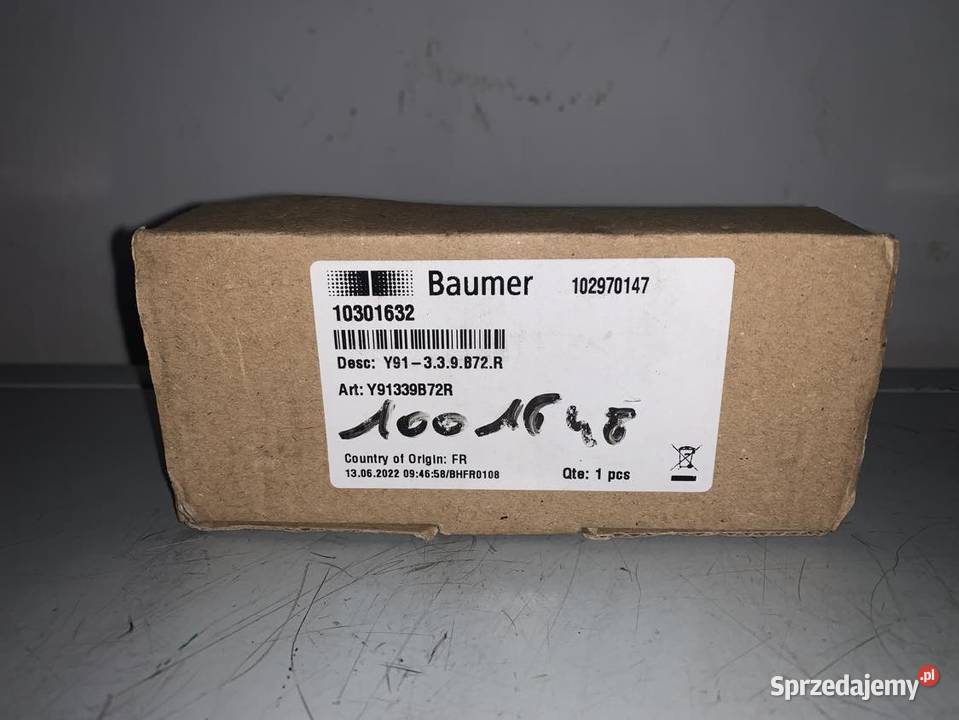 Baumer 102970147
10301632
Desc: Y91-3.3.9.B72.R
Art: Y91339B72R
1001648
Country of Origin: FR
13.06.2022 09:46:58/BHFR0108
Qte: 1 pcs
Sprzedajemy.pl